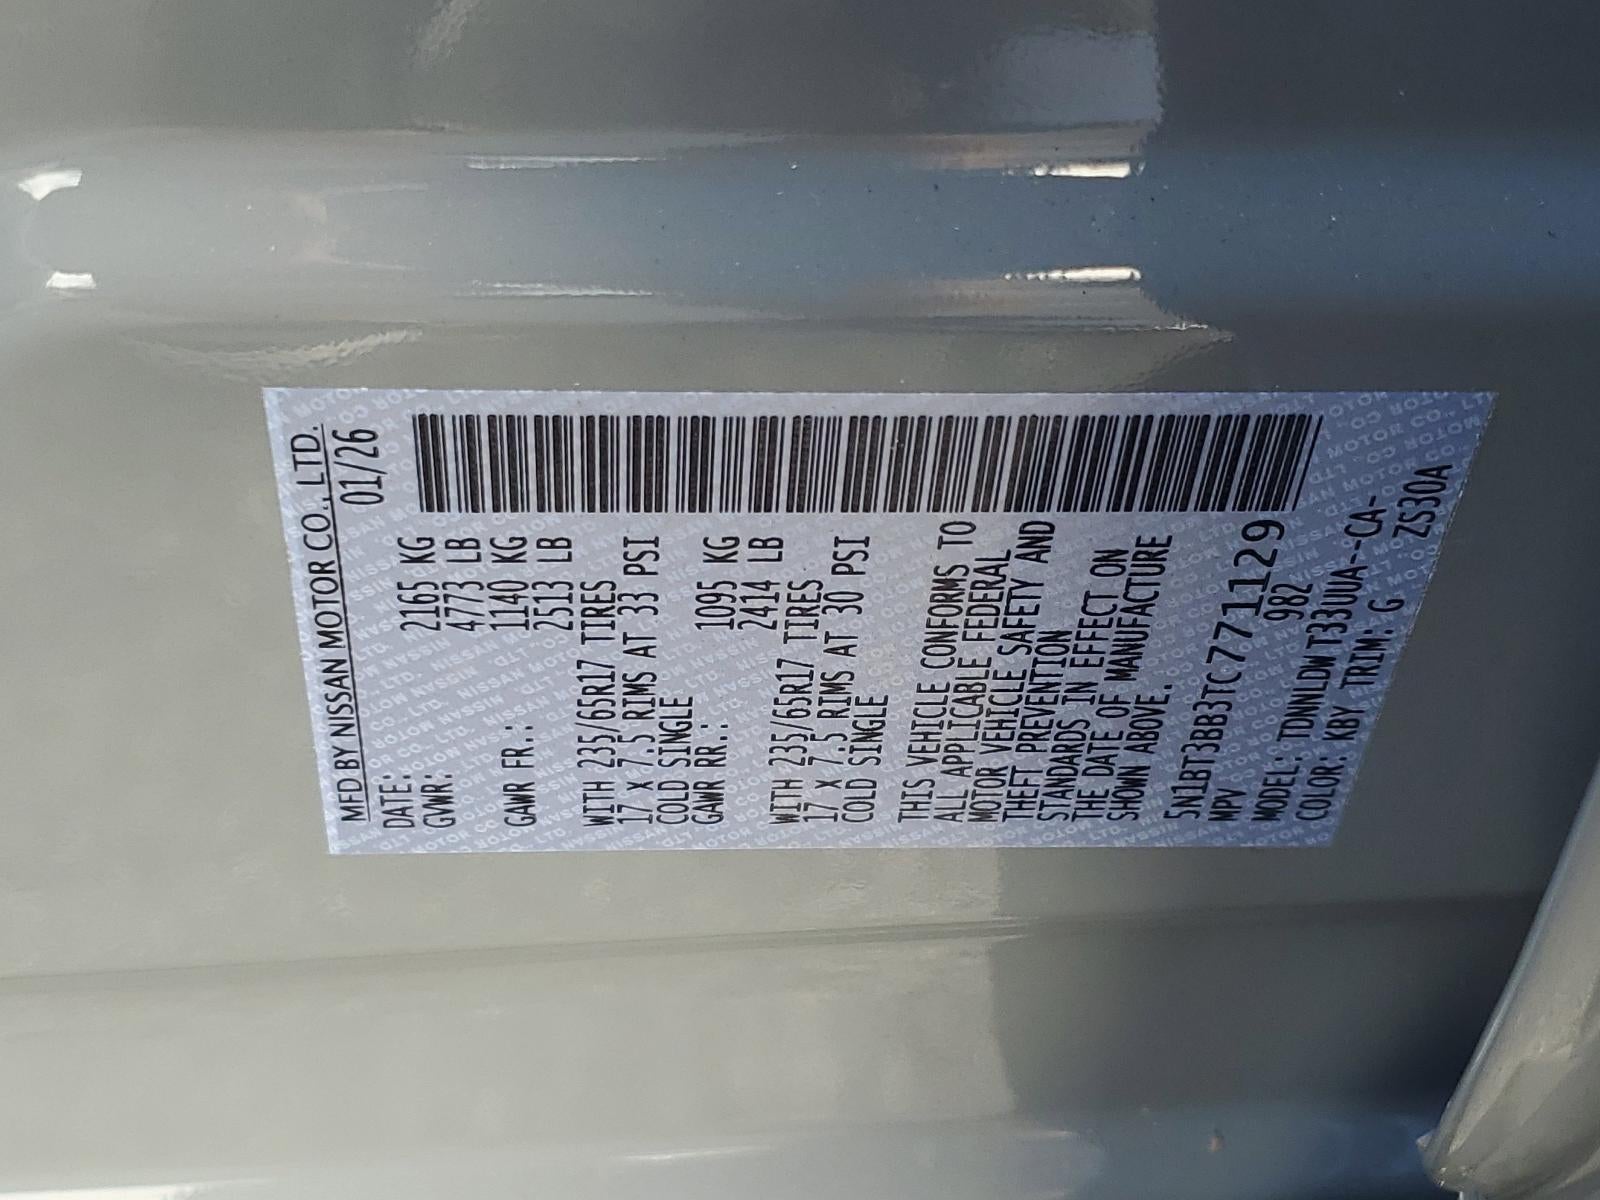 MFD BY NISSAN MOTOR CO., LTD.
DATE: 01/26
GVWR: 2165 KG
4773 LB
GAWR FR.: 1140 KG
2513 LB
WITH 235/65R17 TIRES
17 X 7.5 RIMS AT 33 PSI
COLD SINGLE
GAWR RR.: 1095 KG
2414 LB
WITH 235/65R17 TIRES
17 X 7.5 RIMS AT 30 PSI
COLD SINGLE
THIS VEHICLE CONFORMS TO
ALL APPLICABLE FEDERAL
MOTOR VEHICLE SAFETY AND
THEFT PREVENTION
STANDARDS IN EFFECT ON
THE DATE OF MANUFACTURE
SHOWN ABOVE.
5N1BT3BB3TC771129
MPV 982
MODEL: TDNNLDWT33UUA--CA-
COLOR: KBY TRIM: G ZS30A